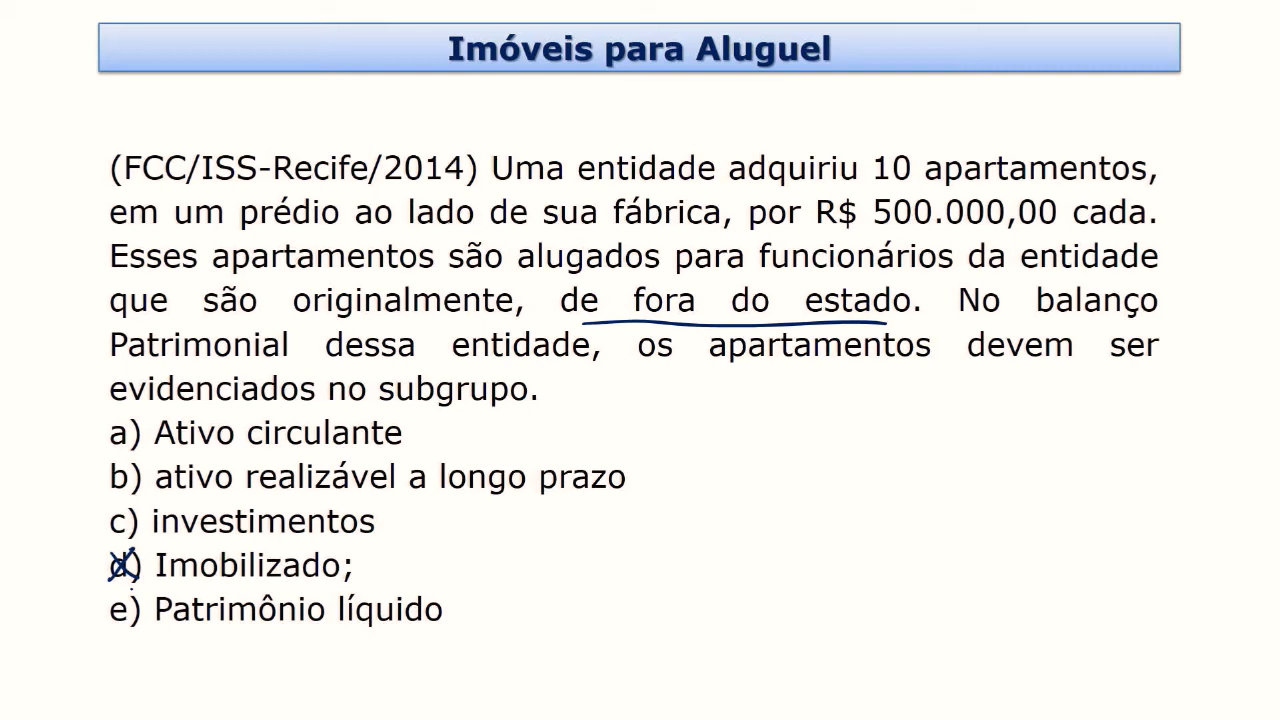 Imóveis para Aluguel
(FCC/ISS-Recife/2014) Uma entidade adquiriu 10 apartamentos,
em um prédio ao lado de sua fábrica, por R$ 500.000,00 cada.
Esses apartamentos são alugados para funcionários da entidade
que são originalmente, de fora do estado. No balanço
Patrimonial dessa entidade, os apartamentos devem ser
evidenciados no subgrupo.
a) Ativo circulante
b) ativo realizável a longo prazo
c) investimentos
d) Imobilizado;
e) Patrimônio líquido